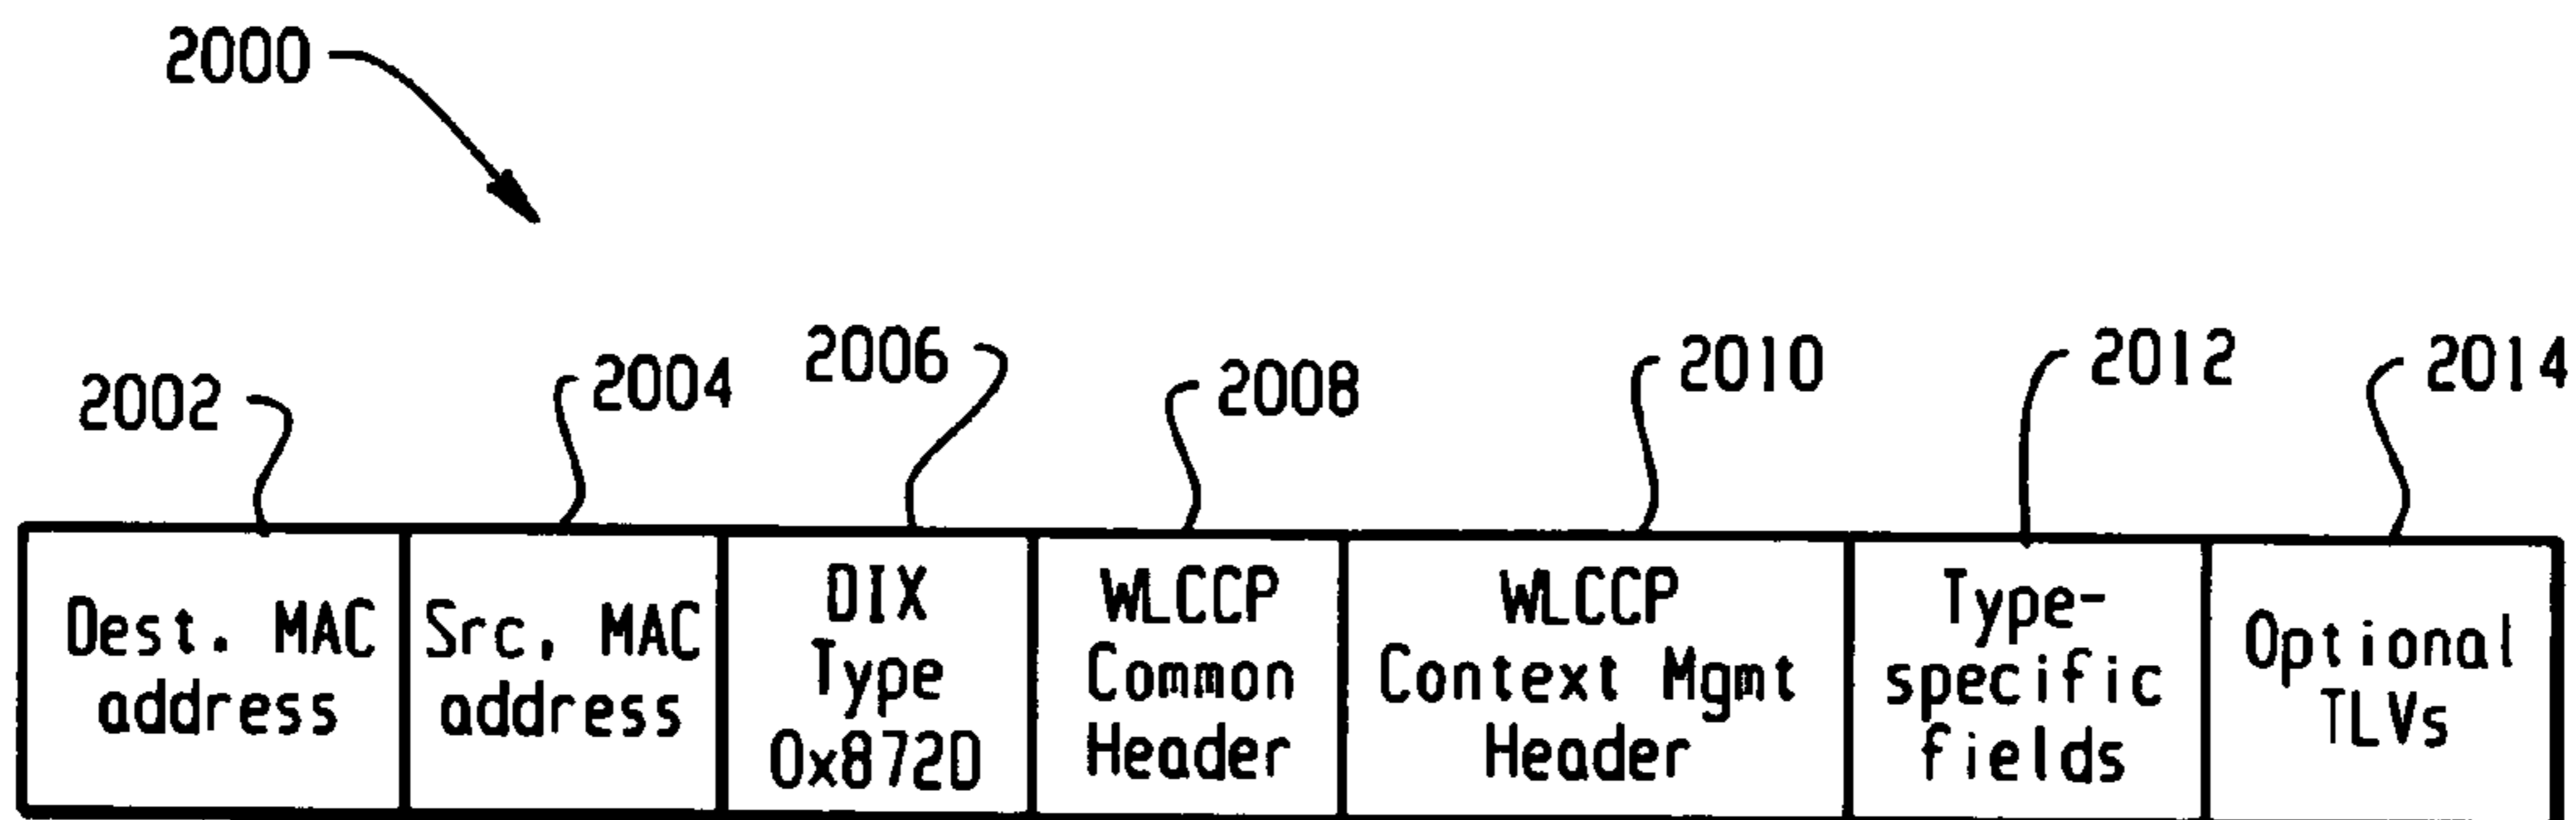 2000
2002
2004
2006
2008
2010
2012
2014
Dest. MAC
address
Src, MAC
address
DIX
Type
0x872D
WLCCP
Common
Header
WLCCP
Context Mgmt
Header
Type-
specific
fields
Optional
TLVs